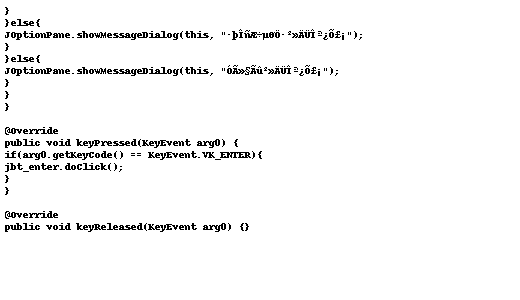 }
}else{
JOptionPane.showMessageDialog(this, "·þÎñÆ÷µØÖ·²»ÄÜÎª¿Õ£¡");
}
}else{
JOptionPane.showMessageDialog(this, "ÓÃ»§Ãû²»ÄÜÎª¿Õ£¡");
}
}
}
@Override
public void keyPressed(KeyEvent arg0) {
if(arg0.getKeyCode() == KeyEvent.VK_ENTER){
jbt_enter.doClick();
}
}
@Override
public void keyReleased(KeyEvent arg0) {}